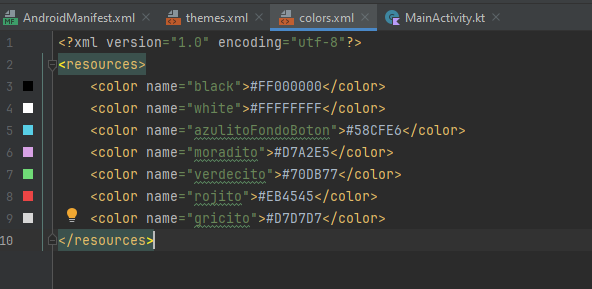 AndroidManifest.xml themes.xml colors.xml MainActivity.kt
1 <?xml version="1.0" encoding="utf-8"?>
2 <resources>
3 <color name="black">#FF000000</color>
4 <color name="white">#FFFFFFFF</color>
5 <color name="azulitoFondoBoton">#58CFE6</color>
6 <color name="moradito">#D7A2E5</color>
7 <color name="verdecito">#70DB77</color>
8 <color name="rojito">#EB4545</color>
9 <color name="gricito">#D7D7D7</color>
10 </resources>